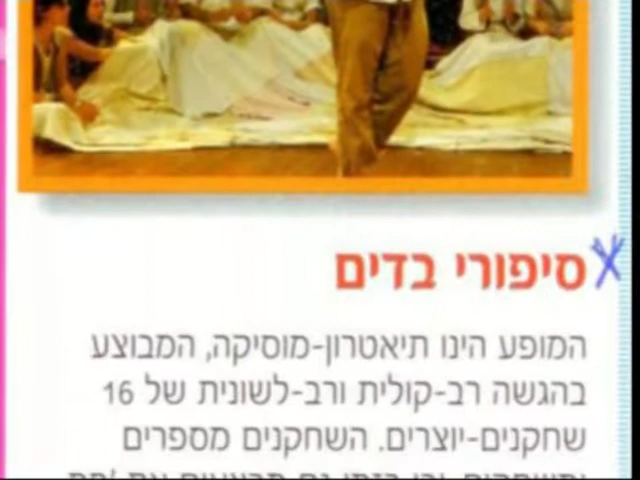 סיפורי בדים
המופע הינו תיאטרון-מוסיקה, המבוצע
בהגשה רב-קולית ורב-לשונית של 16
שחקנים-יוצרים. השחקנים מספרים